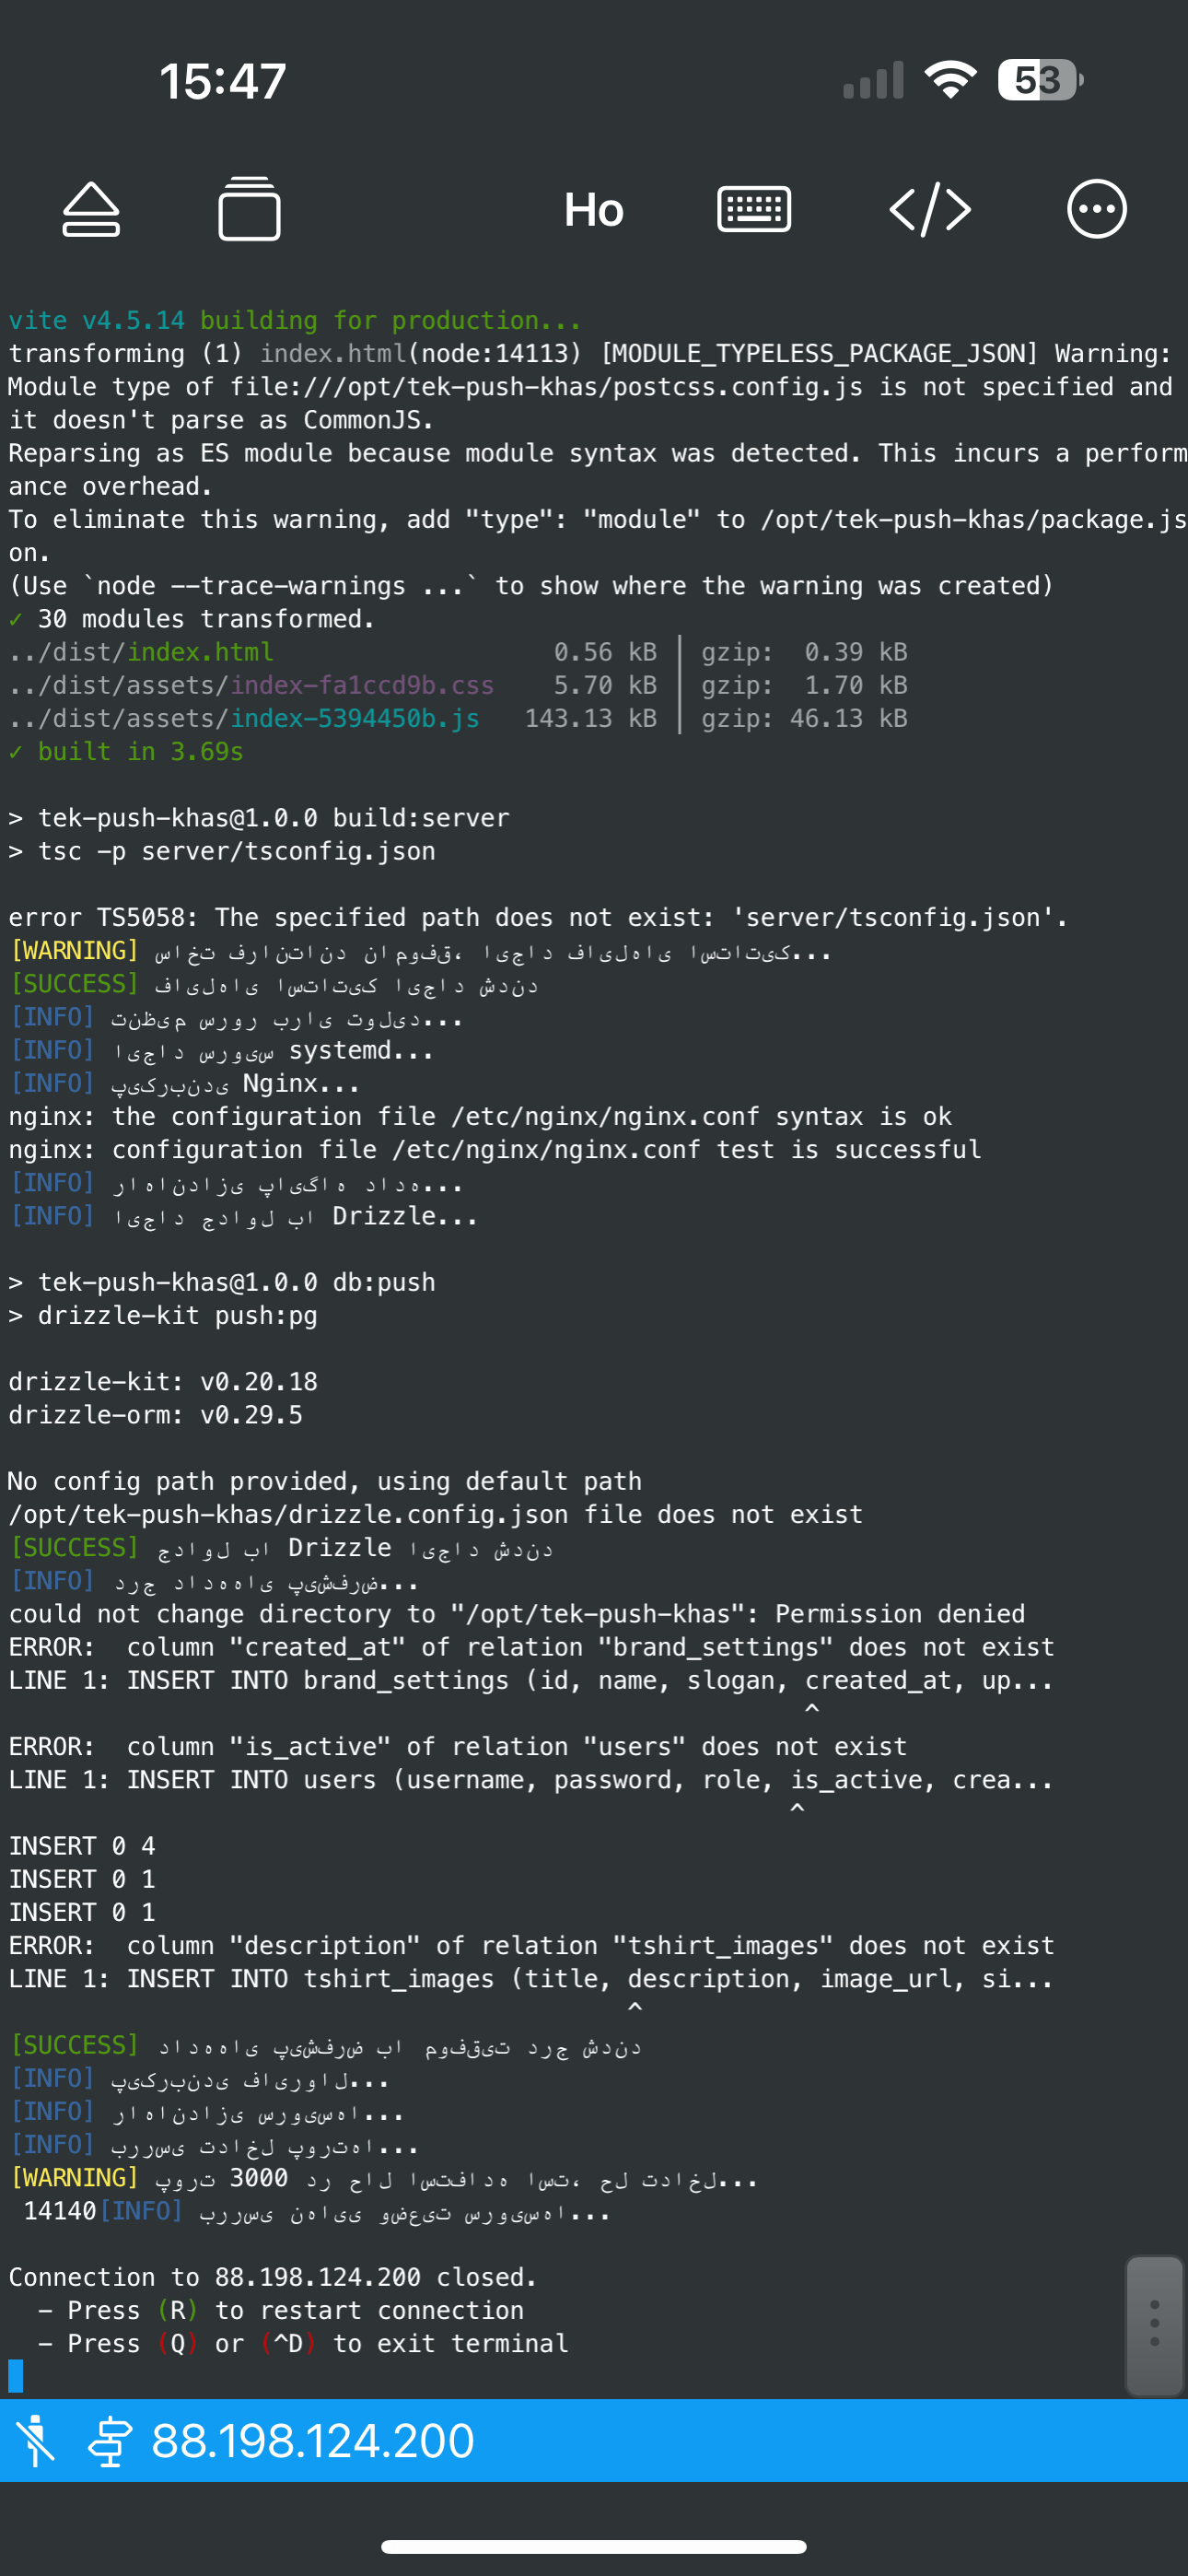 15:47
53
Ho
vite v4.5.14 building for production...
transforming (1) index.html(node:14113) [MODULE_TYPELESS_PACKAGE_JSON] Warning:
Module type of file:///opt/tek-push-khas/postcss.config.js is not specified and
it doesn't parse as CommonJS.
Reparsing as ES module because module syntax was detected. This incurs a perform
ance overhead.
To eliminate this warning, add "type": "module" to /opt/tek-push-khas/package.js
on.
(Use `node --trace-warnings ...` to show where the warning was created)
✓ 30 modules transformed.
../dist/index.html 0.56 kB │ gzip: 0.39 kB
../dist/assets/index-fa1ccd9b.css 5.70 kB │ gzip: 1.70 kB
../dist/assets/index-5394450b.js 143.13 kB │ gzip: 46.13 kB
✓ built in 3.69s
> tek-push-khas@1.0.0 build:server
> tsc -p server/tsconfig.json
error TS5058: The specified path does not exist: 'server/tsconfig.json'.
[WARNING] ساخت فرانتاند ناموفق، ایجاد فایلهای استاتیک...
[SUCCESS] فایلهای استاتیک ایجاد شدند
[INFO] تنظیم سرور برای تولید...
[INFO] ایجاد سرویس systemd...
[INFO] پیکربندی Nginx...
nginx: the configuration file /etc/nginx/nginx.conf syntax is ok
nginx: configuration file /etc/nginx/nginx.conf test is successful
[INFO] راهاندازی پایگاه داده...
[INFO] ایجاد جداول با Drizzle...
> tek-push-khas@1.0.0 db:push
> drizzle-kit push:pg
drizzle-kit: v0.20.18
drizzle-orm: v0.29.5
No config path provided, using default path
/opt/tek-push-khas/drizzle.config.json file does not exist
[SUCCESS] جداول با Drizzle ایجاد شدند
[INFO] درج دادههای پیشفرض...
could not change directory to "/opt/tek-push-khas": Permission denied
ERROR:  column "created_at" of relation "brand_settings" does not exist
LINE 1: INSERT INTO brand_settings (id, name, slogan, created_at, up...
^
ERROR:  column "is_active" of relation "users" does not exist
LINE 1: INSERT INTO users (username, password, role, is_active, crea...
^
INSERT 0 4
INSERT 0 1
INSERT 0 1
ERROR:  column "description" of relation "tshirt_images" does not exist
LINE 1: INSERT INTO tshirt_images (title, description, image_url, si...
^
[SUCCESS] دادههای پیشفرض با موفقیت درج شدند
[INFO] پیکربندی فایروال...
[INFO] راهاندازی سرویسها...
[INFO] بررسی تداخل پورتها...
[WARNING] پورت 3000 در حال استفاده است، حل تداخل...
14140[INFO] بررسی نهایی وضعیت سرویسها...
Connection to 88.198.124.200 closed.
- Press (R) to restart connection
- Press (Q) or (^D) to exit terminal
88.198.124.200